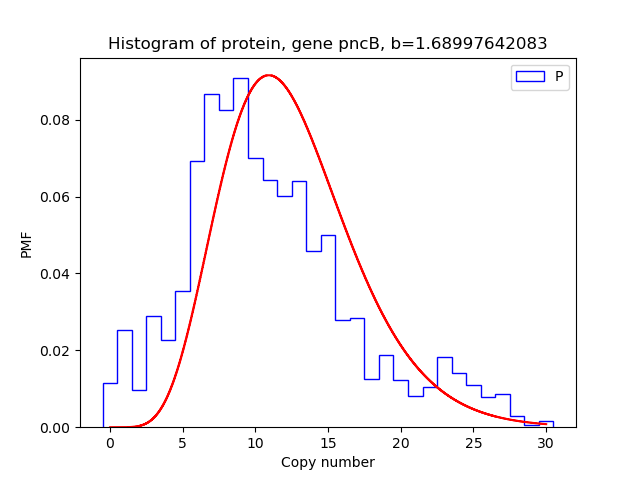 Histogram of protein, gene pncB, b=1.68997642083
P
PMF
0.08
0.06
0.04
0.02
0.00
0 5 10 15 20 25 30
Copy number